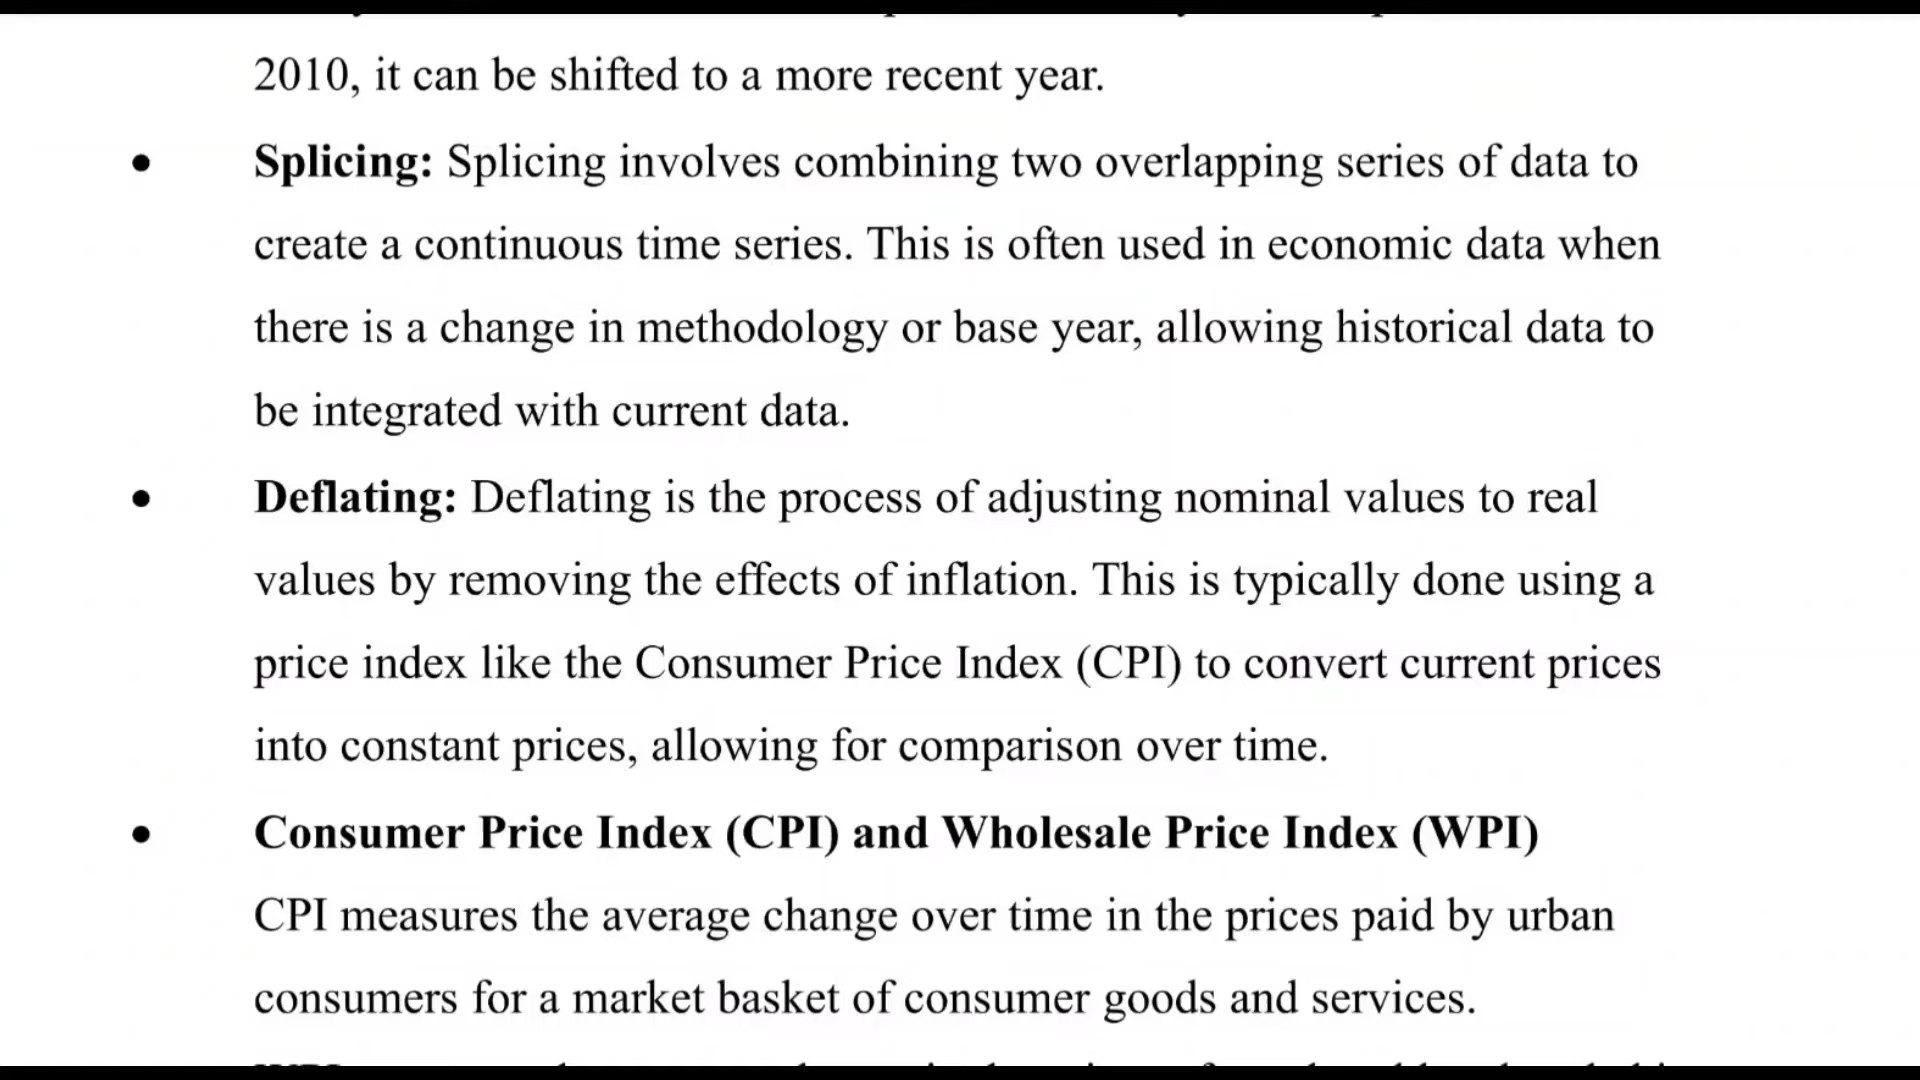 2010, it can be shifted to a more recent year.
• Splicing: Splicing involves combining two overlapping series of data to
create a continuous time series. This is often used in economic data when
there is a change in methodology or base year, allowing historical data to
be integrated with current data.
• Deflating: Deflating is the process of adjusting nominal values to real
values by removing the effects of inflation. This is typically done using a
price index like the Consumer Price Index (CPI) to convert current prices
into constant prices, allowing for comparison over time.
• Consumer Price Index (CPI) and Wholesale Price Index (WPI)
CPI measures the average change over time in the prices paid by urban
consumers for a market basket of consumer goods and services.